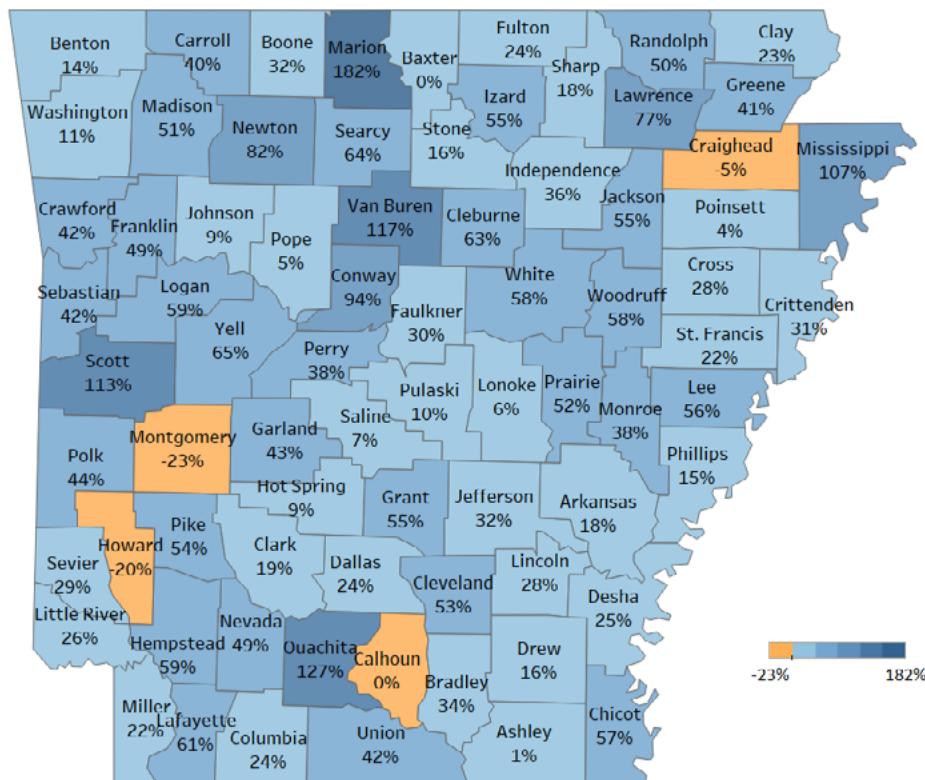 Benton
14%
Carroll
40%
Boone
32%
Marion
182%
Baxter
0%
Fulton
24%
Sharp
18%
Randolph
50%
Clay
23%
Washington
11%
Madison
51%
Newton
82%
Searcy
64%
Stone
16%
Izard
55%
Lawrence
77%
Greene
41%
Independence
36%
Craighead
-5%
Mississippi
107%
Crawford
42%
Franklin
49%
Johnson
9%
Pope
5%
Van Buren
117%
Cleburne
63%
Jackson
55%
Poinsett
4%
Sebastian
42%
Logan
59%
Yell
65%
Conway
94%
Faulkner
30%
White
58%
Woodruff
58%
Cross
28%
Crittenden
31%
St. Francis
22%
Scott
113%
Perry
38%
Pulaski
10%
Lonoke
6%
Prairie
52%
Monroe
38%
Lee
56%
Phillips
15%
Polk
44%
Montgomery
-23%
Garland
43%
Saline
7%
Hot Spring
9%
Grant
55%
Jefferson
32%
Arkansas
18%
Howard
-20%
Pike
54%
Clark
19%
Dallas
24%
Cleveland
53%
Lincoln
28%
Desha
25%
Sevier
29%
Little River
26%
Hempstead
59%
Nevada
49%
Ouachita
127%
Calhoun
0%
Bradley
34%
Drew
16%
Miller
22%
Lafayette
61%
Columbia
24%
Union
42%
Ashley
1%
Chicot
57%
-23%
182%